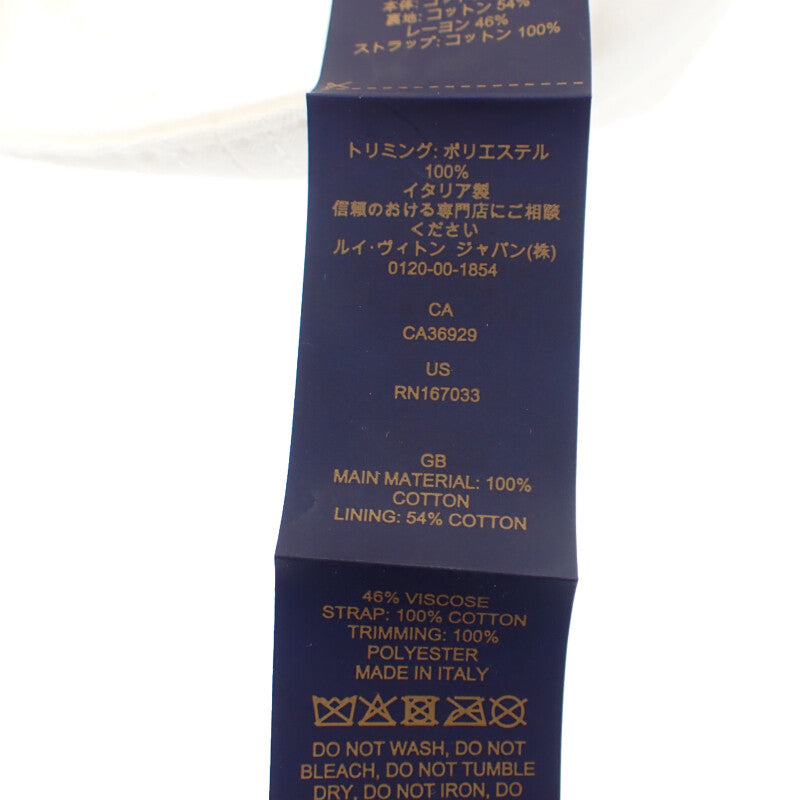 本体: コットン
裏地: コットン 54%
レーヨン 46%
ストラップ: コットン 100%
トリミング: ポリエステル
100%
イタリア製
信頼のおける専門店にご相談
ください
ルイ・ヴィトン ジャパン(株)
0120-00-1854
CA
CA36929
US
RN167033
GB
MAIN MATERIAL: 100%
COTTON
LINING: 54% COTTON
46% VISCOSE
STRAP: 100% COTTON
TRIMMING: 100%
POLYESTER
MADE IN ITALY
DO NOT WASH, DO NOT
BLEACH, DO NOT TUMBLE
DRY, DO NOT IRON, DO